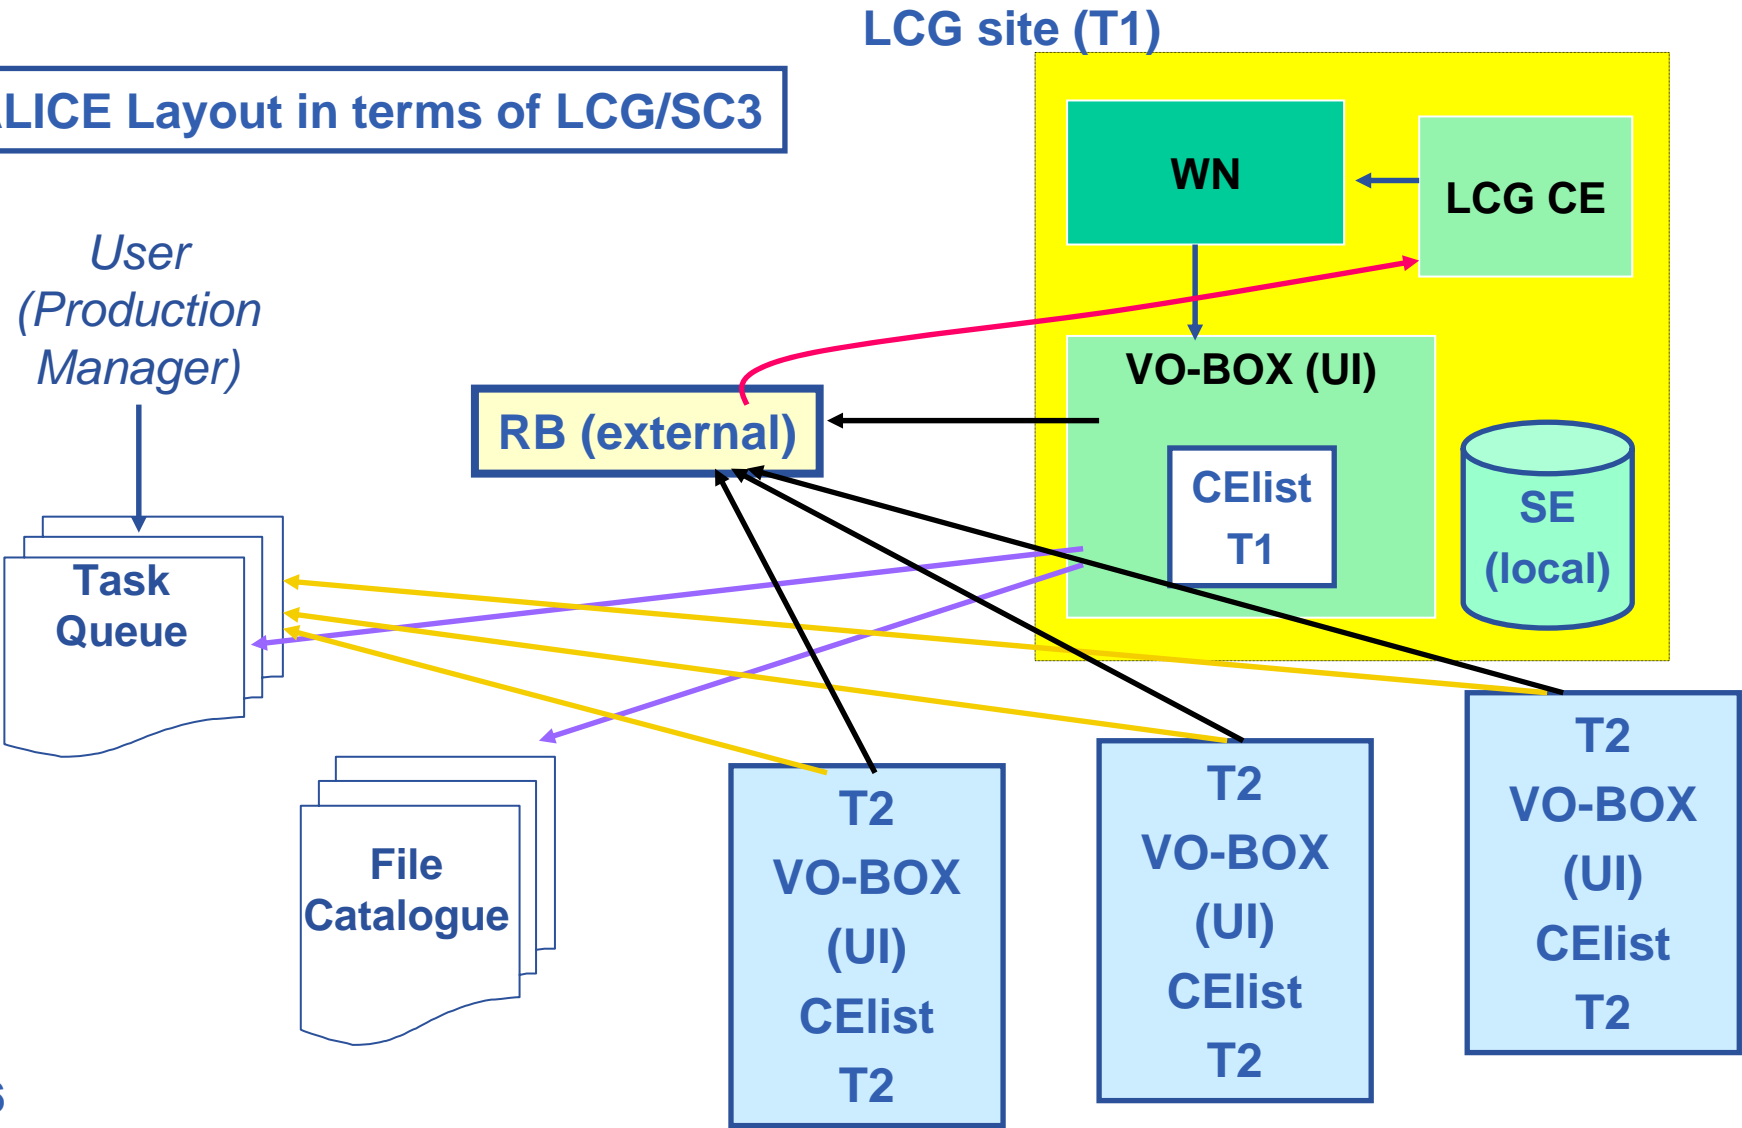 LCG site (T1)
LICE Layout in terms of LCG/SC3
WN
LCG CE
User
(Production
Manager)
VO-BOX (UI)
RB (external)
CElist
T1
SE
(local)
Task
Queue
File
Catalogue
T2
VO-BOX
(UI)
CElist
T2
T2
VO-BOX
(UI)
CElist
T2
T2
VO-BOX
(UI)
CElist
T2
s